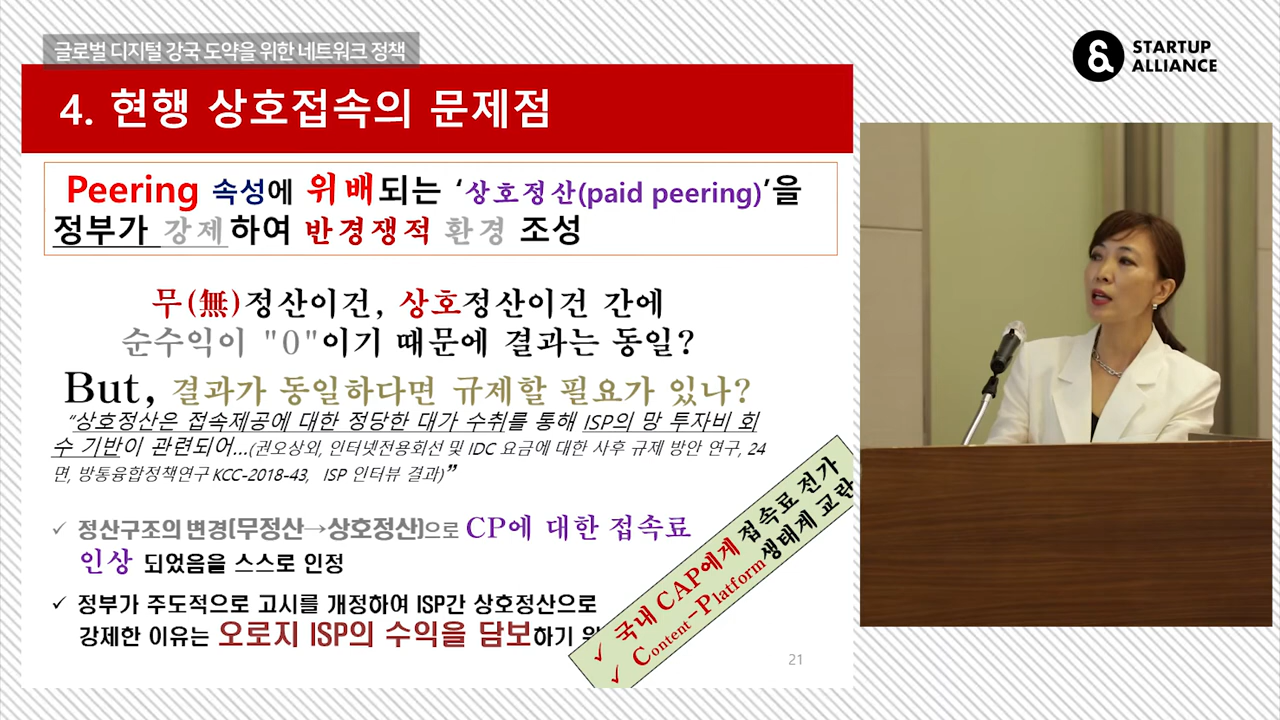 글로벌 디지털 강국 도약을 위한 네트워크 정책
STARTUP
ALLIANCE
4. 현행 상호접속의 문제점
Peering 속성에 위배되는 ‘상호정산(paid peering)’을
정부가 강제하여 반경쟁적 환경 조성
무(無)정산이건, 상호정산이건 간에
순수익이 "0"이기 때문에 결과는 동일?
But, 결과가 동일하다면 규제할 필요가 있나?
“상호정산은 접속제공에 대한 정당한 대가 수취를 통해 ISP의 망 투자비 회
수 기반이 관련되어...(권오상외, 인터넷전용회선 및 IDC 요금에 대한 사후 규제 방안 연구, 24
면, 방통융합정책연구 KCC-2018-43, ISP 인터뷰 결과)”
✓ 정산구조의 변경(무정산→상호정산)으로 CP에 대한 접속료
인상 되었음을 스스로 인정
✓ 정부가 주도적으로 고시를 개정하여 ISP간 상호정산으로
강제한 이유는 오로지 ISP의 수익을 담보하기
✓ 국내 CAP에게 접속료 전가
✓ Content-Platform 생태계 교란
21